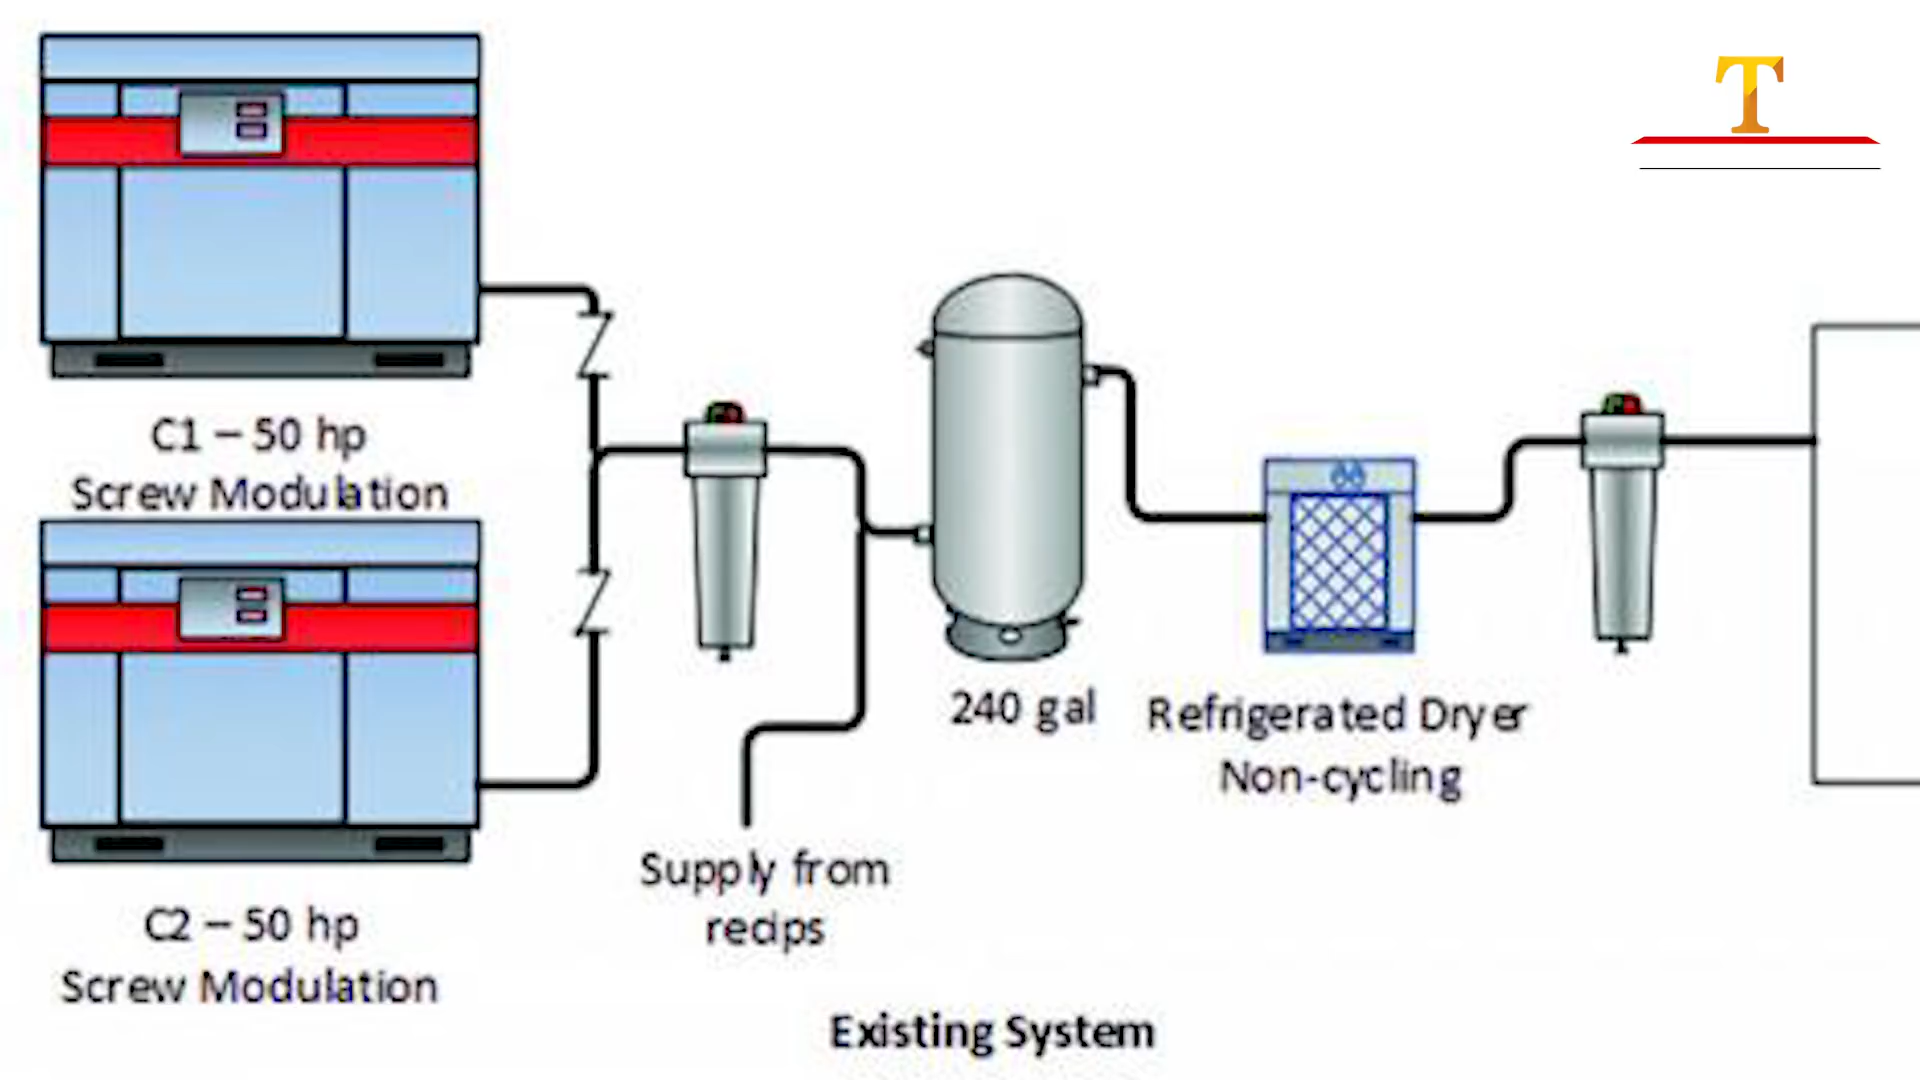 T
C1 – 50 hp
Screw Modulation
C2 – 50 hp
Screw Modulation
Supply from
recips
240 gal
Refrigerated Dryer
Non-cycling
Existing System